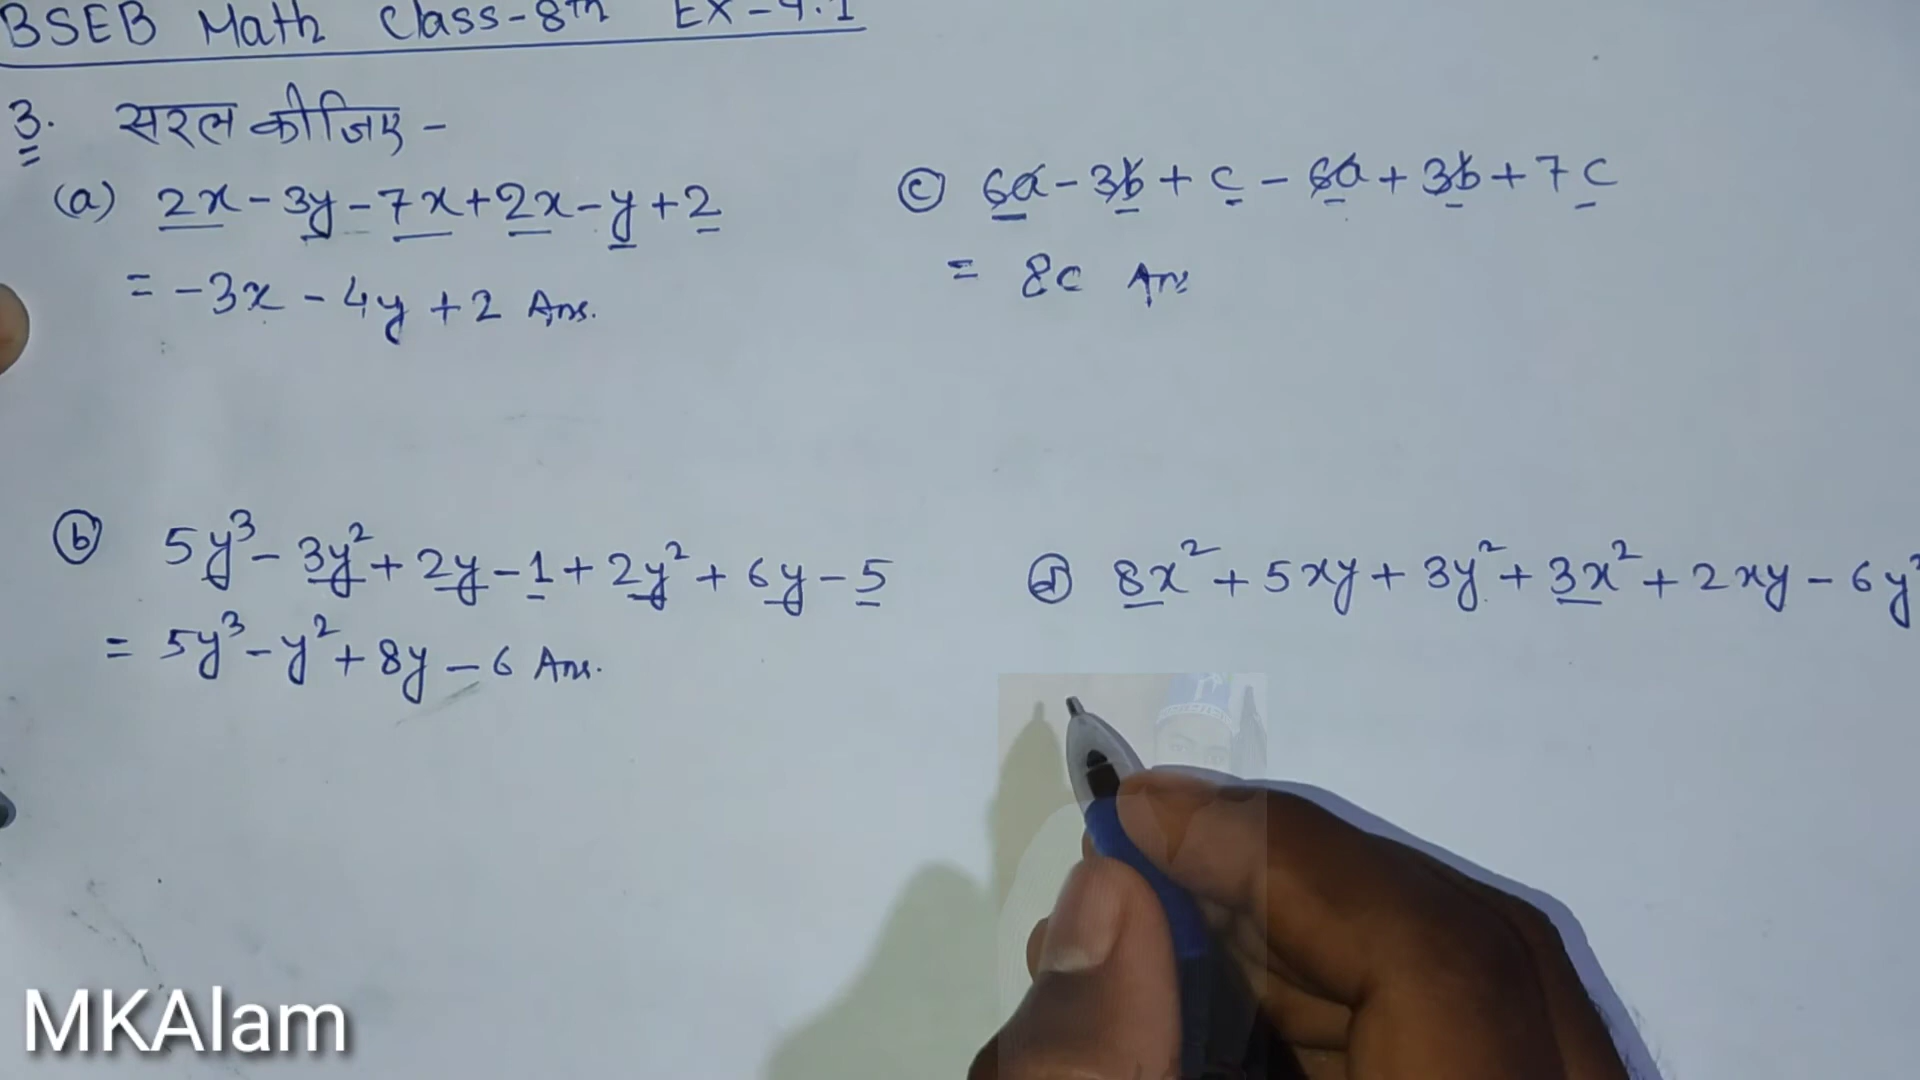 BSEB Math Class-8th Ex-4.1
3. सरल कीजिए -
(a) 2x - 3y - 7x + 2x - y + 2
= -3x - 4y + 2 Ans.
(b) 5y³ - 3y² + 2y - 1 + 2y² + 6y - 5
= 5y³ - y² + 8y - 6 Ans.
(c) 6a - 3b + c - 6a + 3b + 7c
= 8c Ans
(d) 8x² + 5xy + 3y² + 3x² + 2xy - 6y²
MKAlam